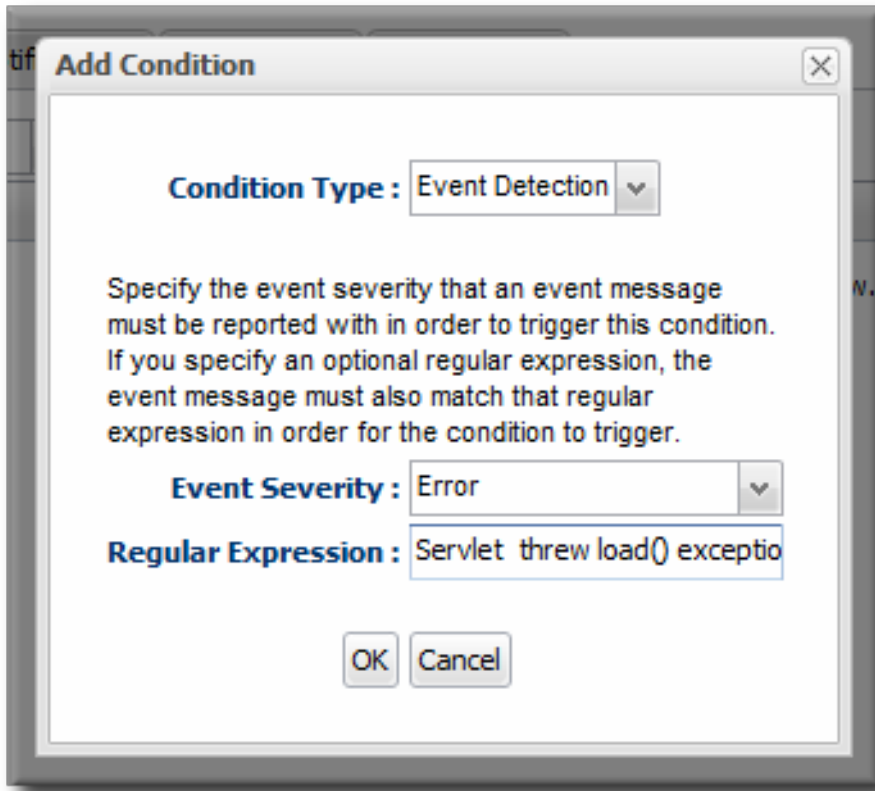 tif
Add Condition
Condition Type : Event Detection
w.
Specify the event severity that an event message
must be reported with in order to trigger this condition.
If you specify an optional regular expression, the
event message must also match that regular
expression in order for the condition to trigger.
Event Severity : Error
Regular Expression : Servlet  threw load() exceptio
OK Cancel